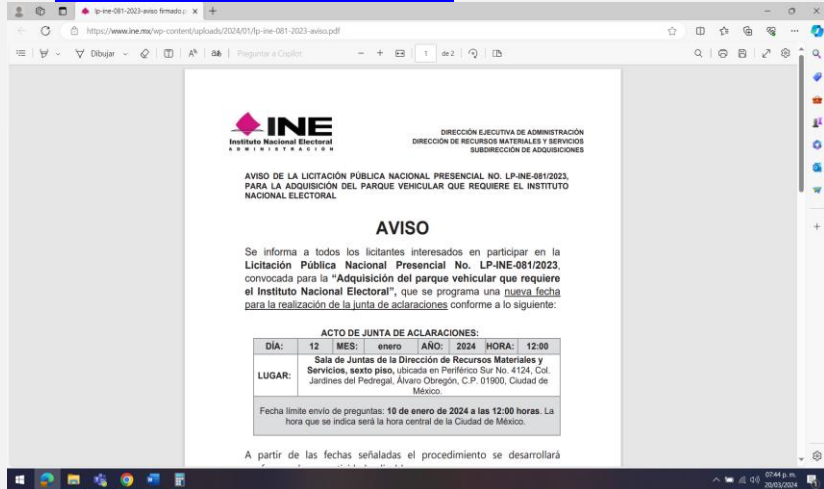 lp-ine-081-2023-aviso firmado
https://www.ine.mx/wp-content/uploads/2024/01/lp-ine-081-2023-aviso.pdf
Dibujar
Preguntar a Copilot
1 de 2
INE
Instituto Nacional Electoral
ADMINISTRACIÓN
DIRECCIÓN EJECUTIVA DE ADMINISTRACIÓN
DIRECCIÓN DE RECURSOS MATERIALES Y SERVICIOS
SUBDIRECCIÓN DE ADQUISICIONES
AVISO DE LA LICITACIÓN PÚBLICA NACIONAL PRESENCIAL NO. LP-INE-081/2023,
PARA LA ADQUISICIÓN DEL PARQUE VEHICULAR QUE REQUIERE EL INSTITUTO
NACIONAL ELECTORAL
AVISO
Se informa a todos los licitantes interesados en participar en la
Licitación Pública Nacional Presencial No. LP-INE-081/2023,
convocada para la “Adquisición del parque vehicular que requiere
el Instituto Nacional Electoral”, que se programa una nueva fecha
para la realización de la junta de aclaraciones conforme a lo siguiente:
ACTO DE JUNTA DE ACLARACIONES:
DÍA: 12 MES: enero AÑO: 2024 HORA: 12:00
LUGAR:
Sala de Juntas de la Dirección de Recursos Materiales y
Servicios, sexto piso, ubicada en Periférico Sur No. 4124, Col.
Jardines del Pedregal, Álvaro Obregón, C.P. 01900, Ciudad de
México.
Fecha límite envío de preguntas: 10 de enero de 2024 a las 12:00 horas. La
hora que se indica será la hora central de la Ciudad de México.
A partir de las fechas señaladas el procedimiento se desarrollará
07:44 p. m.
20/03/2024